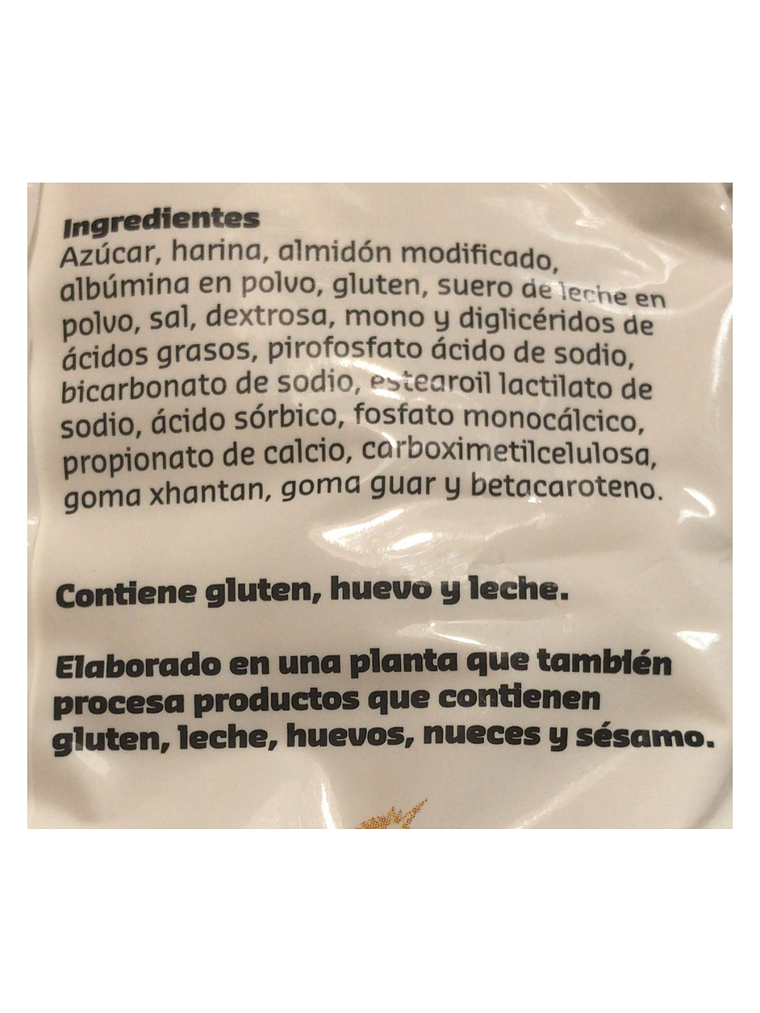 Ingredientes
Azúcar, harina, almidón modificado,
albúmina en polvo, gluten, suero de leche en
polvo, sal, dextrosa, mono y diglicéridos de
ácidos grasos, pirofosfato ácido de sodio,
bicarbonato de sodio, estearoil lactilato de
sodio, ácido sórbico, fosfato monocálcico,
propionato de calcio, carboximetilcelulosa,
goma xhantan, goma guar y betacaroteno.
Contiene gluten, huevo y leche.
Elaborado en una planta que también
procesa productos que contienen
gluten, leche, huevos, nueces y sésamo.